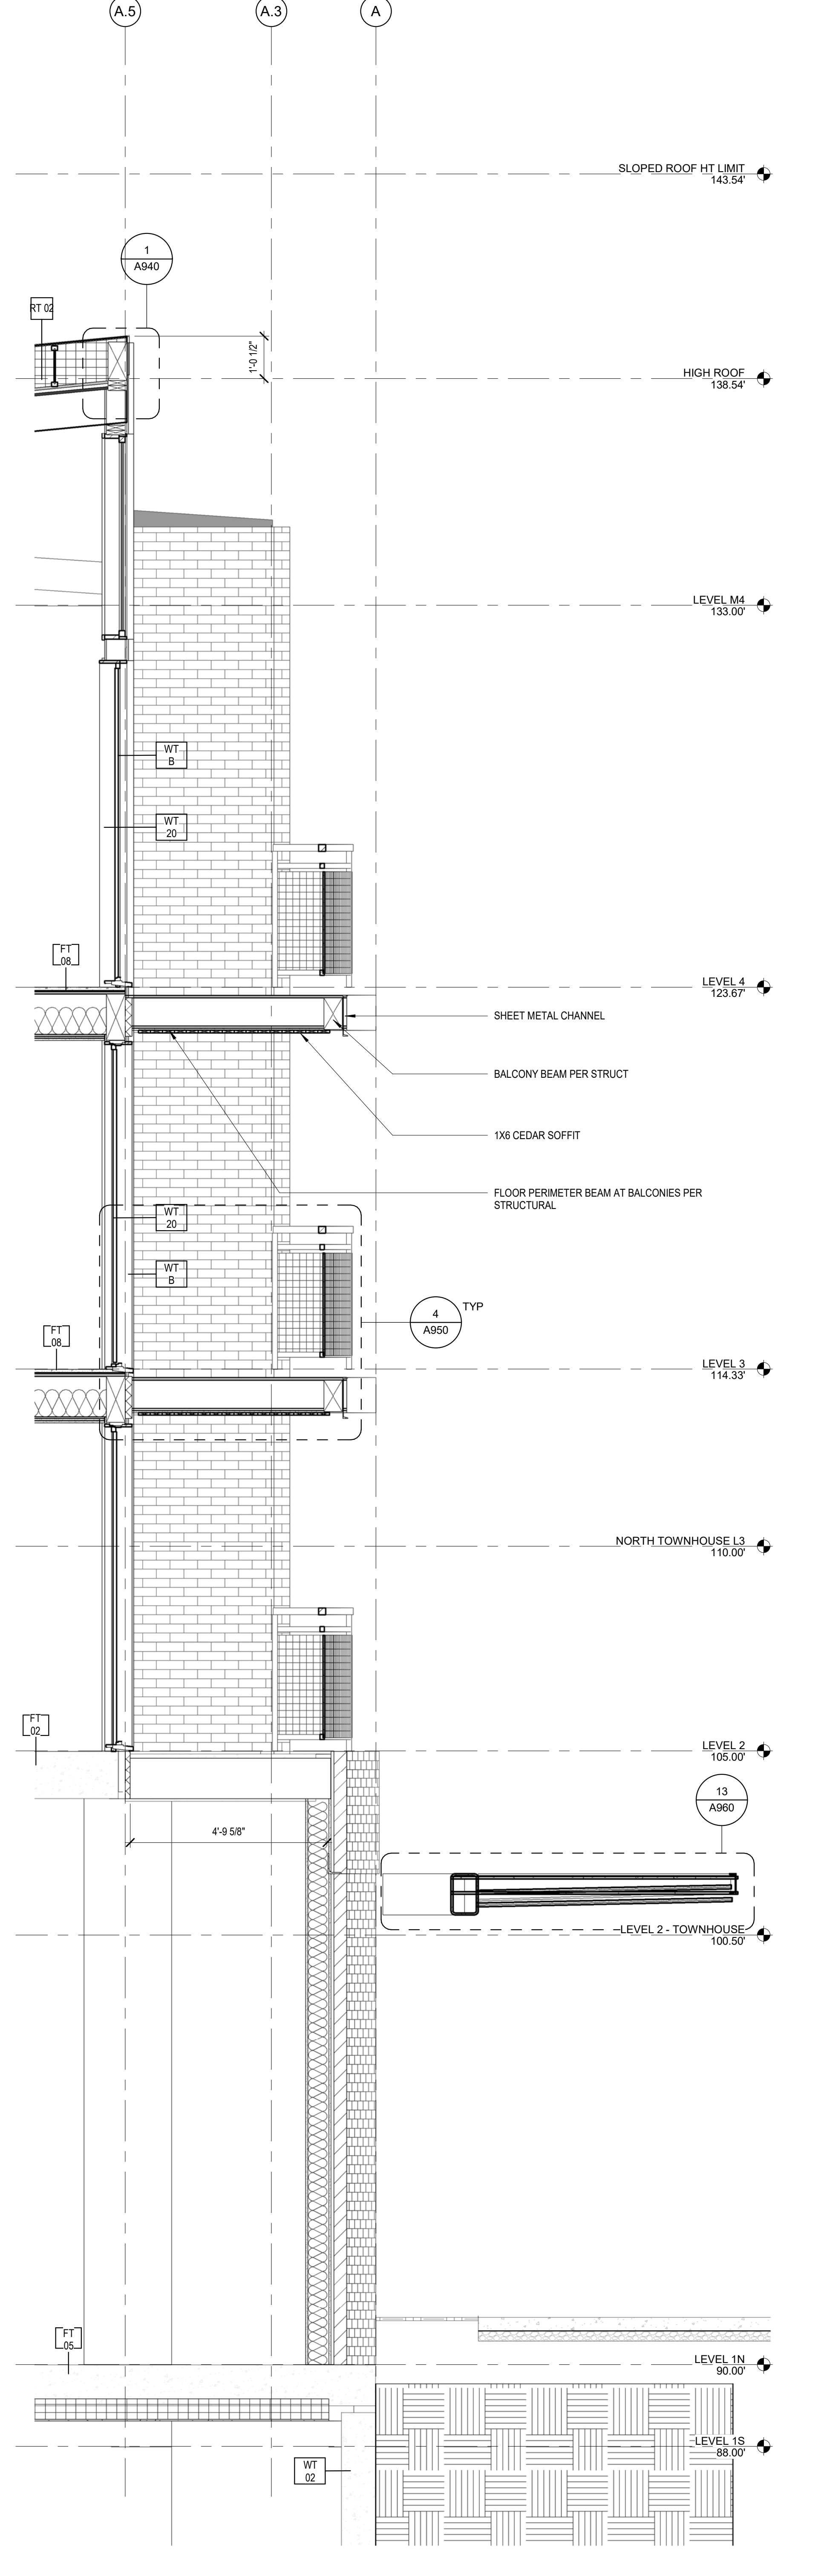 A.5
A.3
A
SLOPED ROOF HT LIMIT
143.54'
1
A940
RT 02
1'-0 1/2"
HIGH ROOF
138.54'
LEVEL M4
133.00'
WT
B
WT
20
FT
08
LEVEL 4
123.67'
SHEET METAL CHANNEL
BALCONY BEAM PER STRUCT
1X6 CEDAR SOFFIT
FLOOR PERIMETER BEAM AT BALCONIES PER
STRUCTURAL
WT
20
WT
B
4
A950
TYP
FT
08
LEVEL 3
114.33'
NORTH TOWNHOUSE L3
110.00'
FT
02
LEVEL 2
105.00'
13
A960
4'-9 5/8"
LEVEL 2 - TOWNHOUSE
100.50'
FT
05
LEVEL 1N
90.00'
LEVEL 1S
88.00'
WT
02